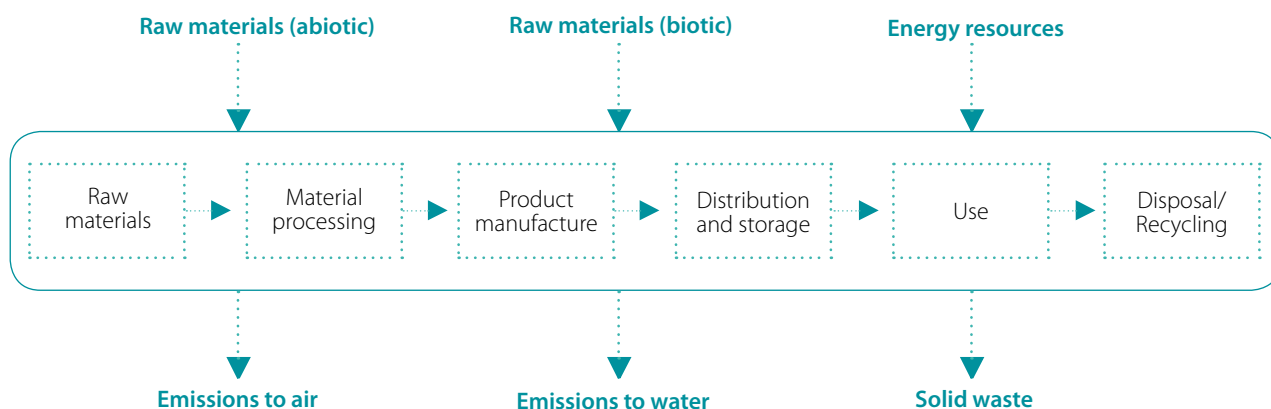 Raw materials (abiotic)
Raw materials (biotic)
Energy resources
Raw
materials
Material
processing
Product
manufacture
Distribution
and storage
Use
Disposal/
Recycling
Emissions to air
Emissions to water
Solid waste